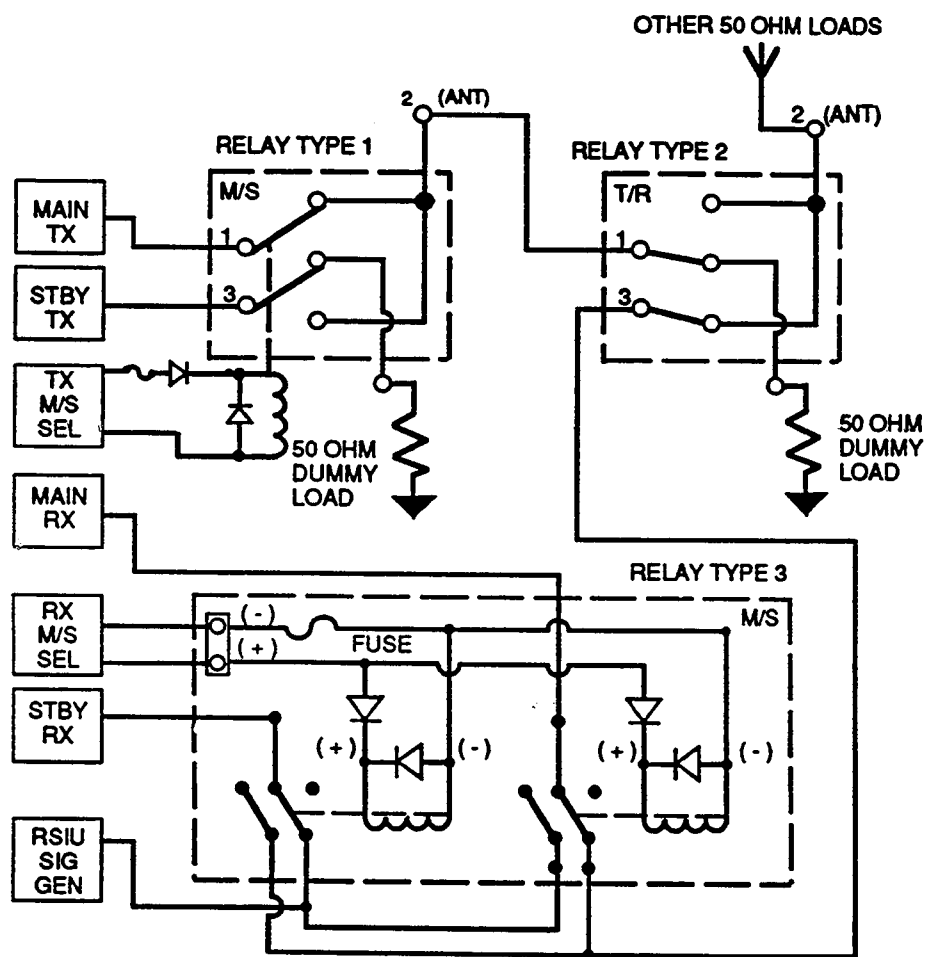 OTHER 50 OHM LOADS
2 (ANT)
2 (ANT)
RELAY TYPE 1
RELAY TYPE 2
M/S
T/R
MAIN
TX
1
1
STBY
TX
3
3
TX
M/S
SEL
50 OHM
DUMMY
LOAD
50 OHM
DUMMY
LOAD
MAIN
RX
RELAY TYPE 3
RX
M/S
SEL
(-)
M/S
(+)
FUSE
STBY
RX
(+)
(-)
(+)
(-)
RSIU
SIG
GEN